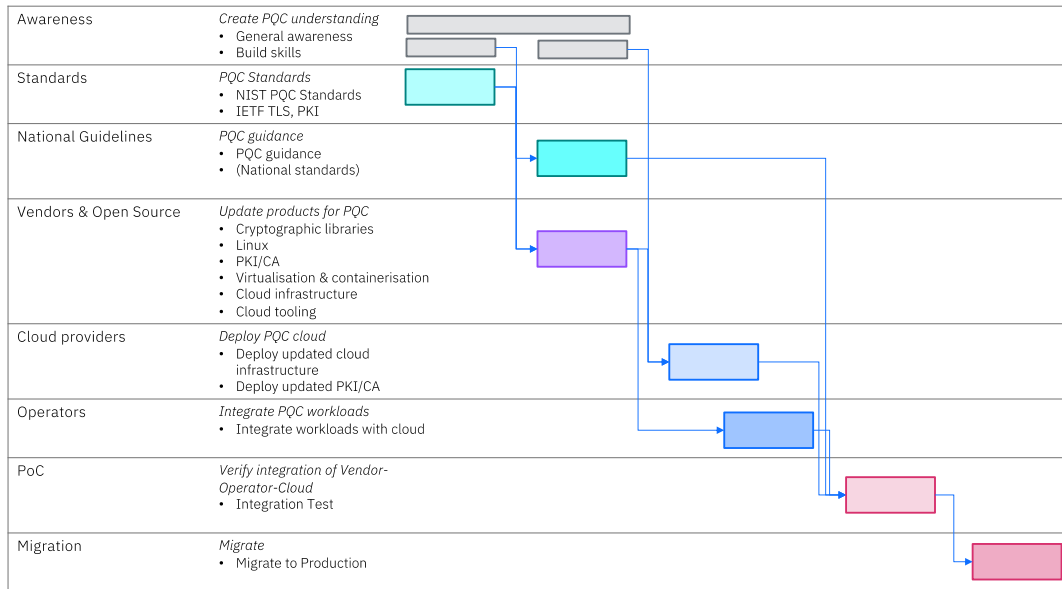 Awareness
Create PQC understanding
• General awareness
• Build skills
Standards
PQC Standards
• NIST PQC Standards
• IETF TLS, PKI
National Guidelines
PQC guidance
• PQC guidance
• (National standards)
Vendors & Open Source
Update products for PQC
• Cryptographic libraries
• Linux
• PKI/CA
• Virtualisation & containerisation
• Cloud infrastructure
• Cloud tooling
Cloud providers
Deploy PQC cloud
• Deploy updated cloud
infrastructure
• Deploy updated PKI/CA
Operators
Integrate PQC workloads
• Integrate workloads with cloud
PoC
Verify integration of Vendor-
Operator-Cloud
• Integration Test
Migration
Migrate
• Migrate to Production